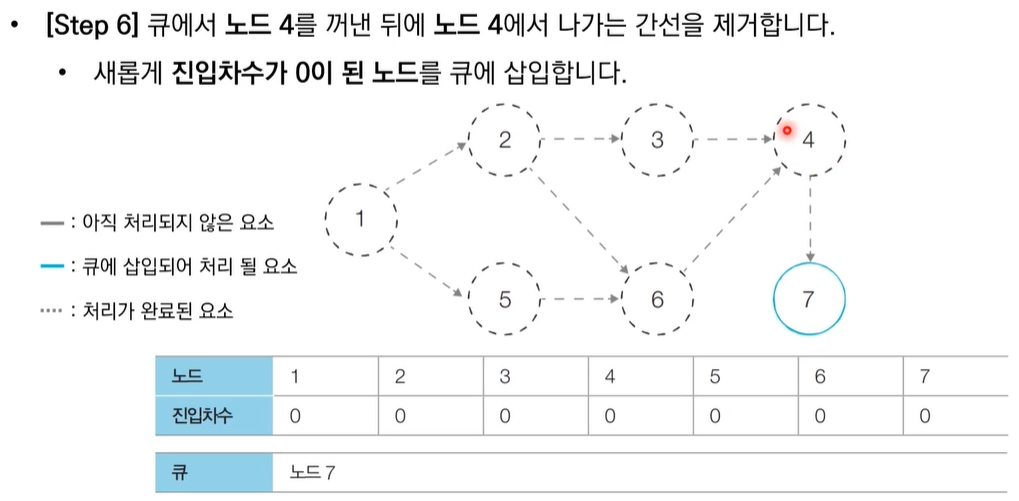 • [Step 6] 큐에서 노드 4를 꺼낸 뒤에 노드 4에서 나가는 간선을 제거합니다.
• 새롭게 진입차수가 0이 된 노드를 큐에 삽입합니다.
2 3 4
1
: 아직 처리되지 않은 요소
: 큐에 삽입되어 처리 될 요소
5 6 7
: 처리가 완료된 요소
노드 1 2 3 4 5 6 7
진입차수 0 0 0 0 0 0 0
큐 노드 7